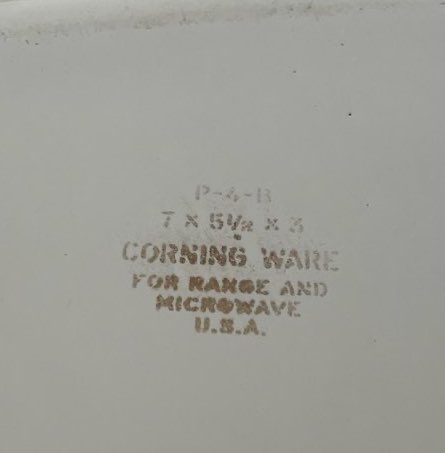 P-4-B
7 x 5½ x 3
CORNING WARE
FOR RANGE AND
MICROWAVE
U.S.A.